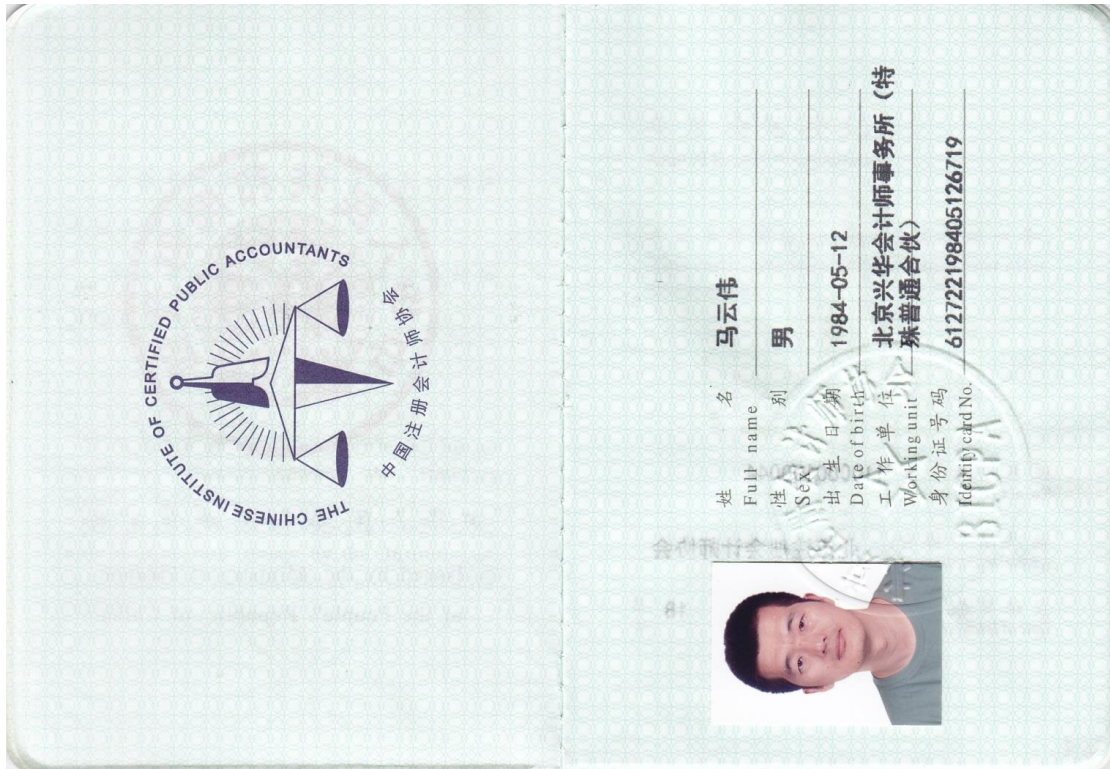 THE CHINESE INSTITUTE OF CERTIFIED PUBLIC ACCOUNTANTS
中国注册会计师协会
姓名 马云伟
Full name
性别 男
Sex
出生日期 1984-05-12
Date of birth
工作单位 北京兴华会计师事务所（特
Working unit 殊普通合伙）
身份证号码 612722198405126719
Identity card No.
BICPA